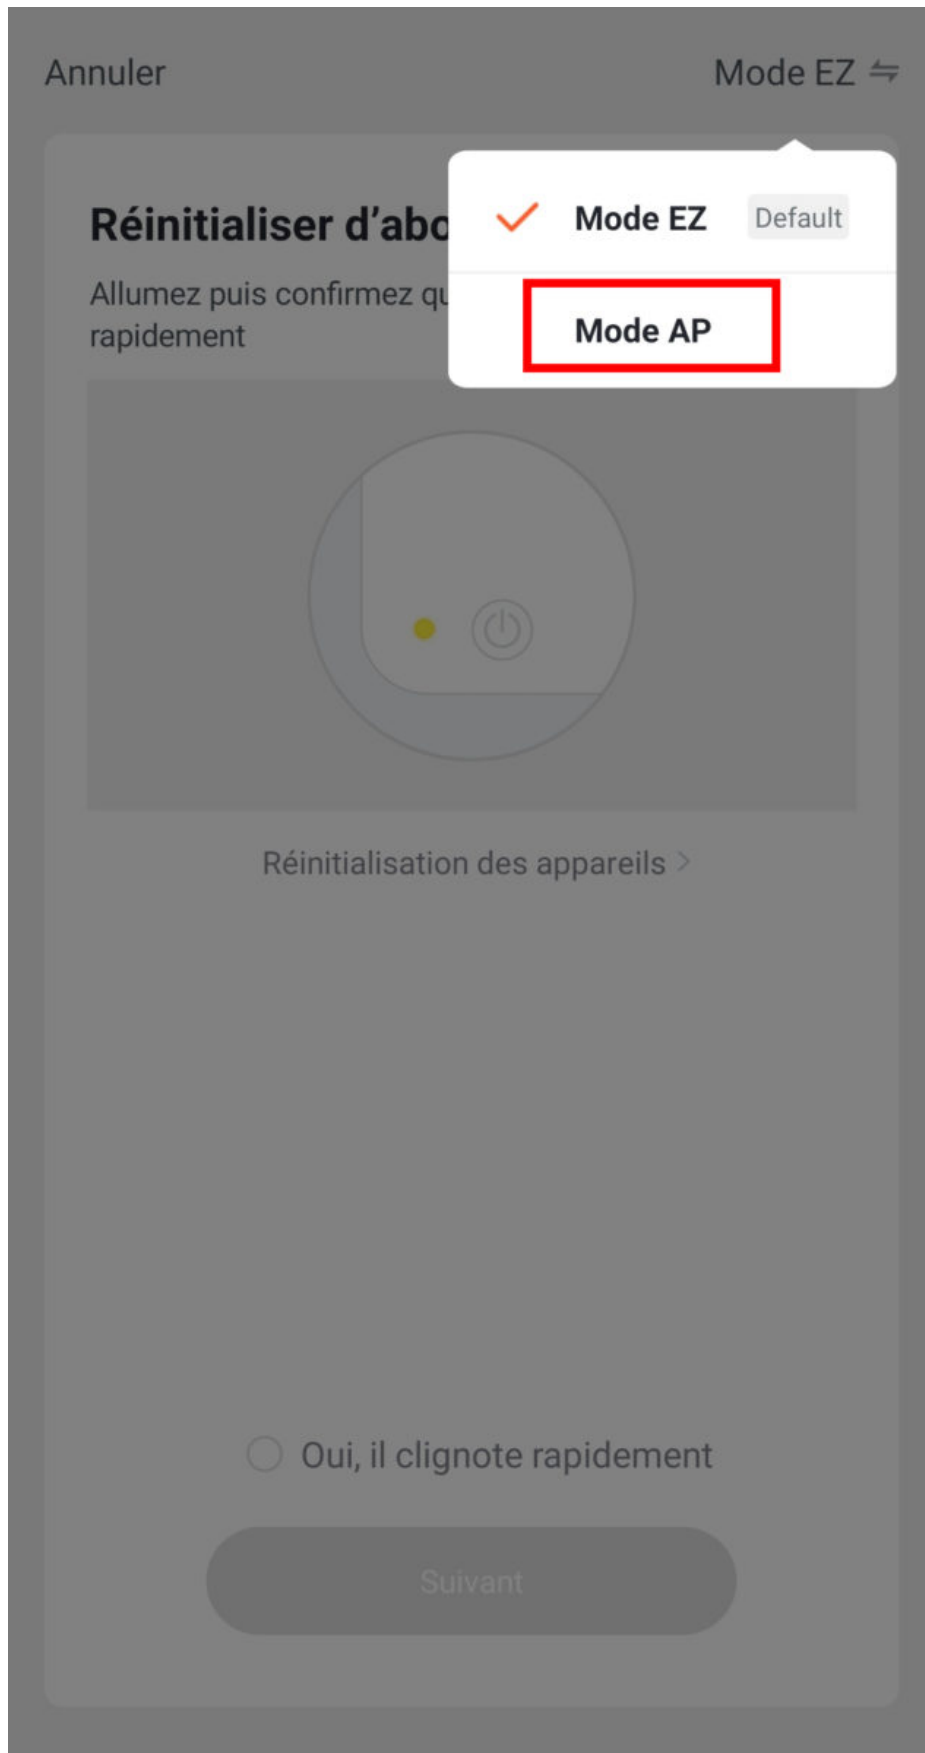 Annuler
Mode EZ
Réinitialiser d’abo
Mode EZ
Default
Allumez puis confirmez qu
rapidement
Mode AP
Réinitialisation des appareils
Oui, il clignote rapidement
Suivant